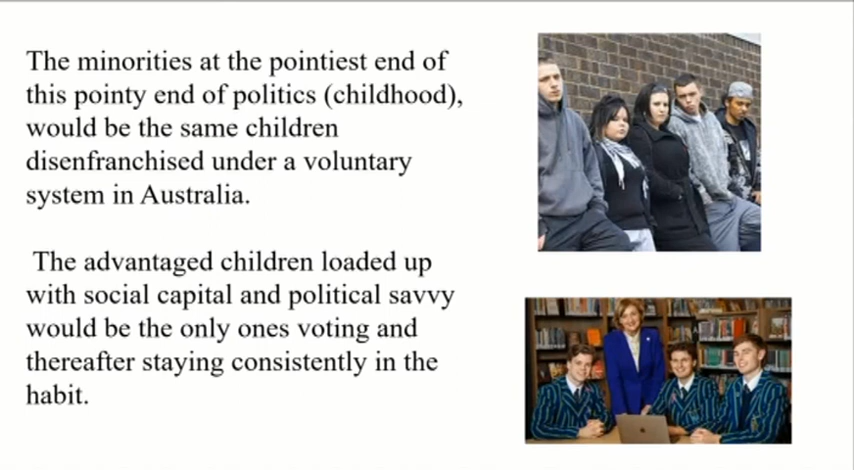 The minorities at the pointiest end of
this pointy end of politics (childhood),
would be the same children
disenfranchised under a voluntary
system in Australia.
The advantaged children loaded up
with social capital and political savvy
would be the only ones voting and
thereafter staying consistently in the
habit.